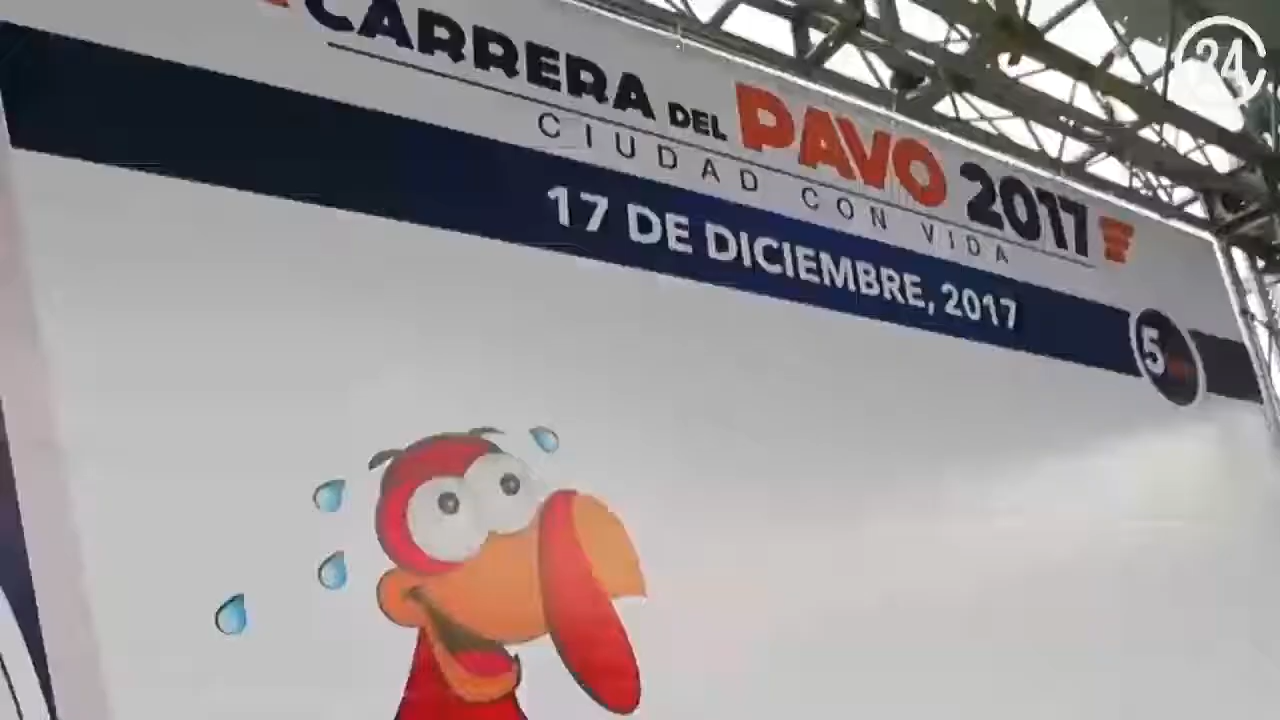 24
CARRERA DEL PAVO 2017
CIUDAD CON VIDA
17 DE DICIEMBRE, 2017
5